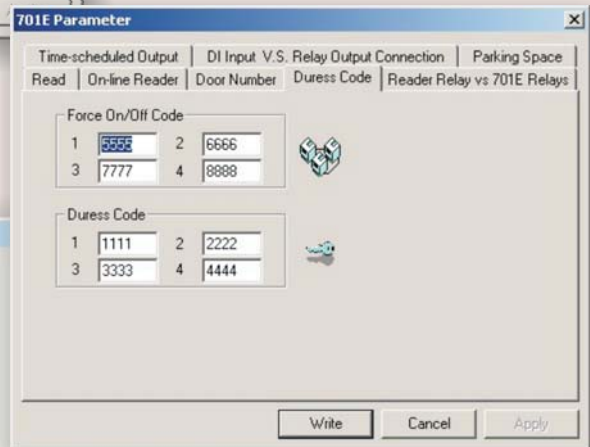 701E Parameter
Time-scheduled Output DI Input V.S. Relay Output Connection Parking Space
Read On-line Reader Door Number Duress Code Reader Relay vs 701E Relays
Force On/Off Code
1 5555 2 6666
3 7777 4 8888
Duress Code
1 1111 2 2222
3 3333 4 4444
Write Cancel Apply